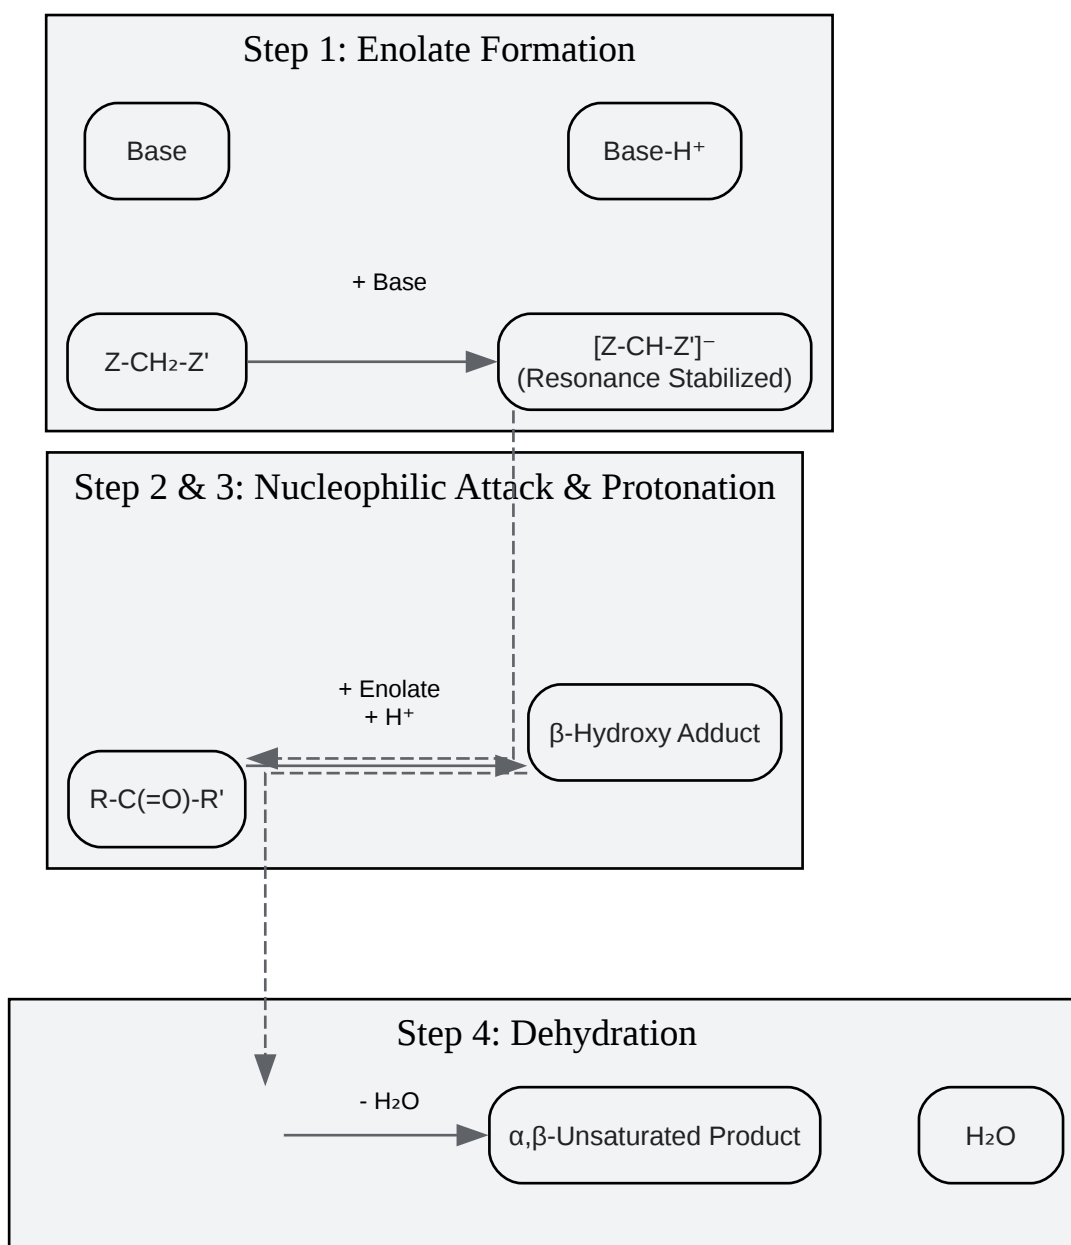 Step 1: Enolate Formation
Base
Base-H⁺
+ Base
Z-CH₂-Z'
[Z-CH-Z']⁻
(Resonance Stabilized)
Step 2 & 3: Nucleophilic Attack & Protonation
+ Enolate
+ H⁺
β-Hydroxy Adduct
R-C(=O)-R'
Step 4: Dehydration
- H₂O
α,β-Unsaturated Product
H₂O